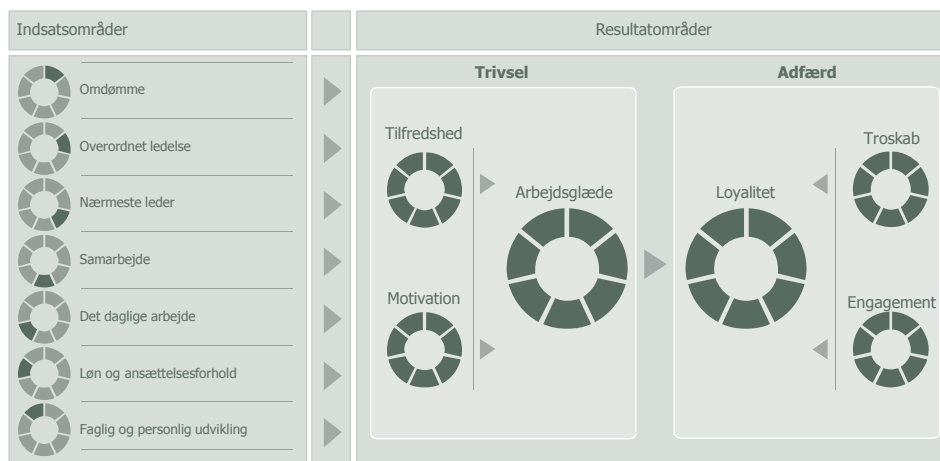 Indsatsområder
Resultatområder
Omdømme
Overordnet ledelse
Nærmeste leder
Samarbejde
Det daglige arbejde
Løn og ansættelsesforhold
Faglig og personlig udvikling
Trivsel
Tilfredshed
Arbejdsglæde
Motivation
Adfærd
Troskab
Loyalitet
Engagement